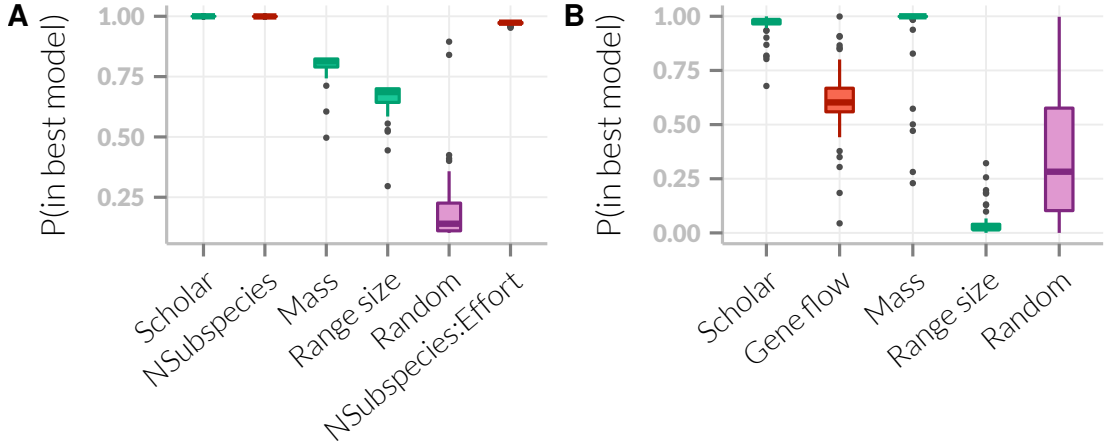 A
P(in best model)
1.00
0.75
0.50
0.25
Scholar
NSubspecies
Mass
Range size
Random
NSubspecies:Effort
B
P(in best model)
1.00
0.75
0.50
0.25
0.00
Scholar
Gene flow
Mass
Range size
Random